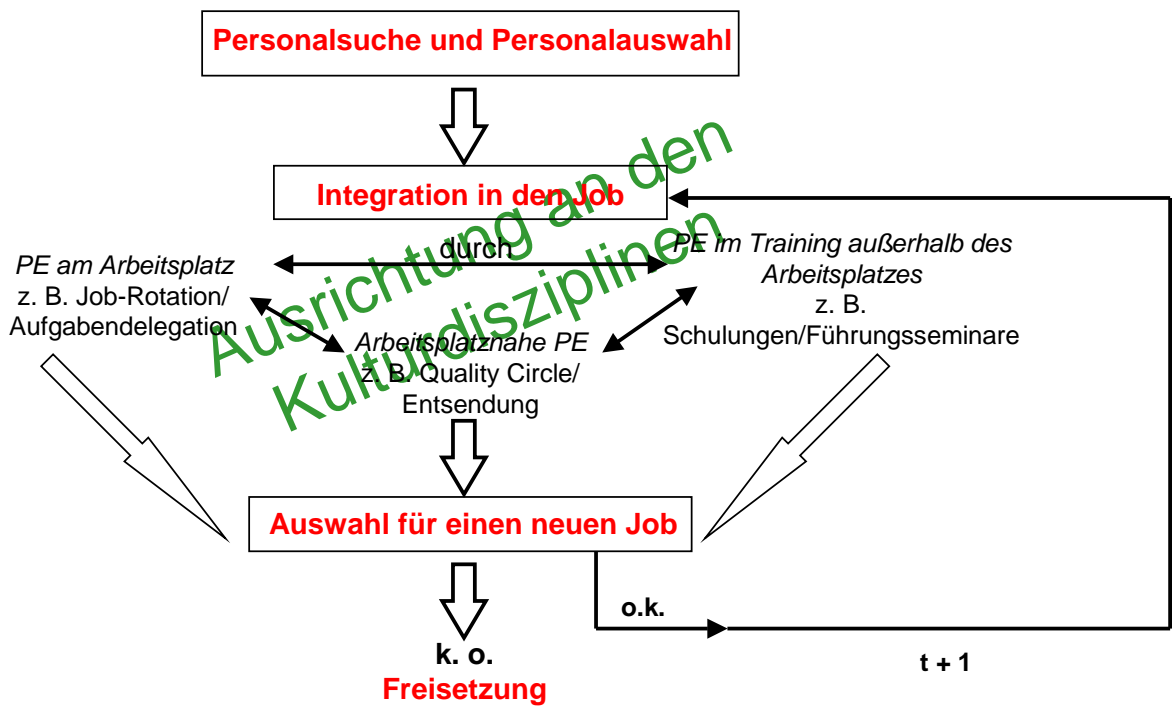 Personalsuche und Personalauswahl
Integration in den Job
Ausrichtung an den
Kulturdisziplinen
durch
PE am Arbeitsplatz
z. B. Job-Rotation/
Aufgabendelegation
PE im Training außerhalb des
Arbeitsplatzes
z. B.
Schulungen/Führungsseminare
Arbeitsplatznahe PE
z. B. Quality Circle/
Entsendung
Auswahl für einen neuen Job
o.k.
t + 1
k. o.
Freisetzung